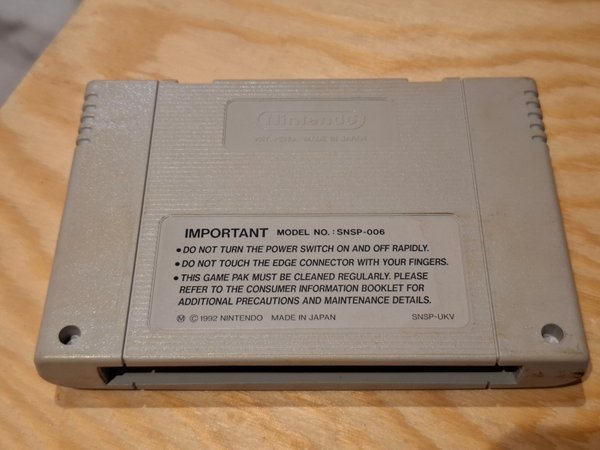 Nintendo
PAT. PEND. MADE IN JAPAN
IMPORTANT MODEL NO. : SNSP-006
• DO NOT TURN THE POWER SWITCH ON AND OFF RAPIDLY.
• DO NOT TOUCH THE EDGE CONNECTOR WITH YOUR FINGERS.
• THIS GAME PAK MUST BE CLEANED REGULARLY. PLEASE
REFER TO THE CONSUMER INFORMATION BOOKLET FOR
ADDITIONAL PRECAUTIONS AND MAINTENANCE DETAILS.
Ⓜ © 1992 NINTENDO MADE IN JAPAN SNSP-UKV